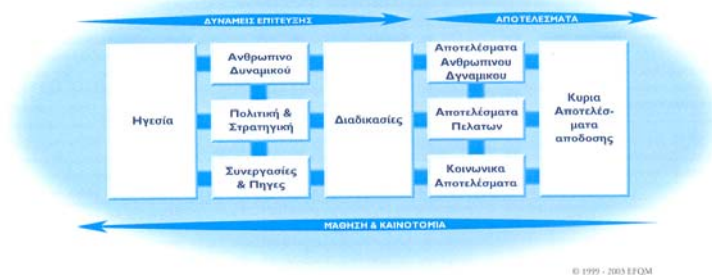 ΔΥΝΑΜΕΙΣ ΕΠΙΤΕΥΞΗΣ
ΑΠΟΤΕΛΕΣΜΑΤΑ
Ηγεσία
Ανθρωπινο
Δυναμικού
Πολιτική &
Στρατηγική
Συνεργασίες
& Πηγες
Διαδικασίες
Αποτελέσματα
Ανθρωπινου
Δγναμικου
Αποτελέσματα
Πελατων
Κοινωνικα
Αποτελέσματα
Κυρια
Αποτελέσ-
ματα
αποδοσης
ΜΑΘΗΣΗ & ΚΑΙΝΟΤΟΜΙΑ
© 1999 - 2003 EFQM